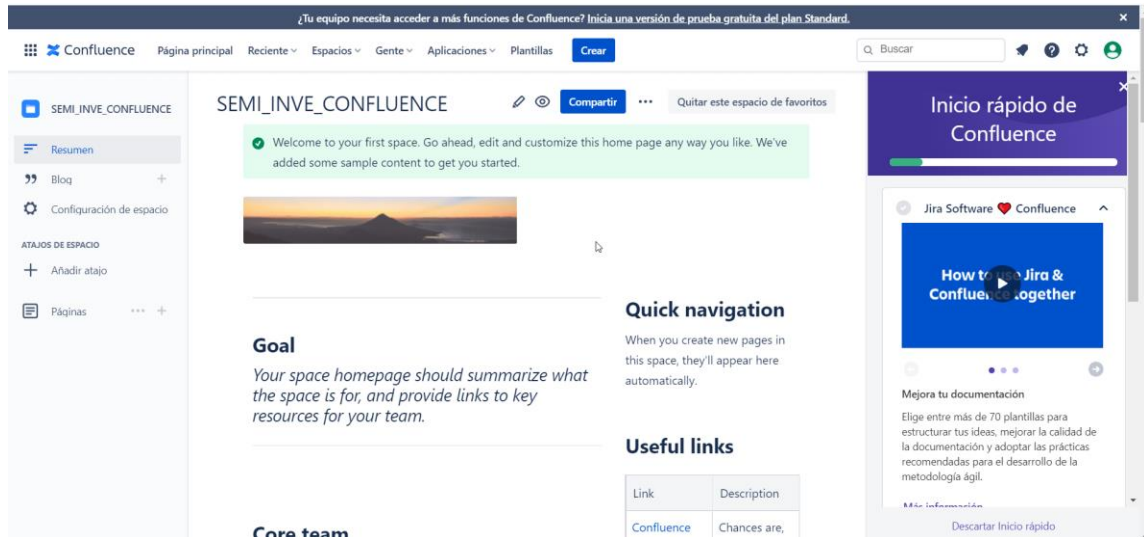 ¿Tu equipo necesita acceder a más funciones de Confluence? Inicia una versión de prueba gratuita del plan Standard.
Confluence Página principal Reciente Espacios Gente Aplicaciones Plantillas Crear Buscar
SEMI_INVE_CONFLUENCE
Resumen
Blog
Configuración de espacio
ATAJOS DE ESPACIO
Añadir atajo
Páginas
SEMI_INVE_CONFLUENCE Compartir Quitar este espacio de favoritos
Welcome to your first space. Go ahead, edit and customize this home page any way you like. We've
added some sample content to get you started.
Goal
Your space homepage should summarize what
the space is for, and provide links to key
resources for your team.
Core team
Quick navigation
When you create new pages in
this space, they'll appear here
automatically.
Useful links
Link Description
Confluence Chances are,
Inicio rápido de
Confluence
Jira Software ❤ Confluence
How to use Jira &
Confluence together
Mejora tu documentación
Elige entre más de 70 plantillas para
estructurar tus ideas, mejorar la calidad de
la documentación y adoptar las prácticas
recomendadas para el desarrollo de la
metodología ágil.
Más información
Descartar Inicio rápido